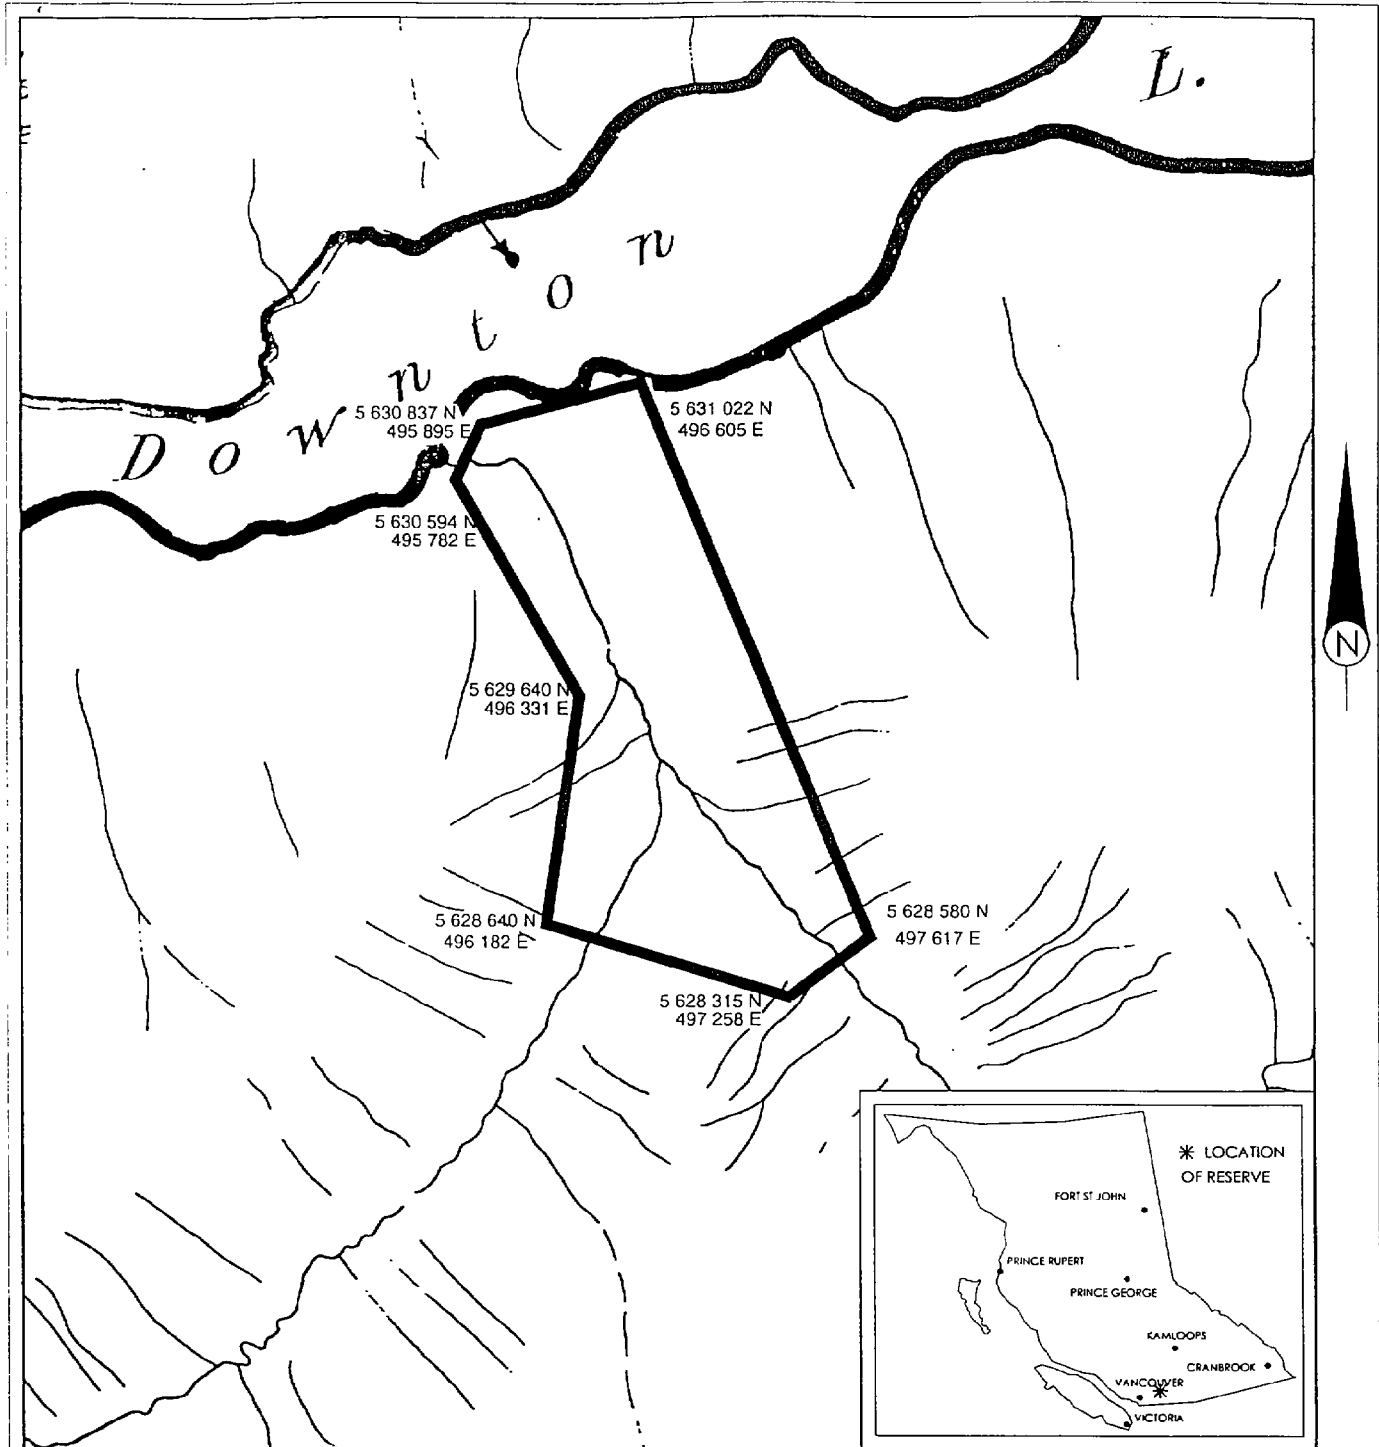 L.
Downton
5 630 837 N
495 895 E
5 631 022 N
496 605 E
5 630 594 N
495 782 E
N
5 629 640 N
496 331 E
5 628 640 N
496 182 E
5 628 580 N
497 617 E
5 628 315 N
497 258 E
✳ LOCATION
OF RESERVE
FORT ST JOHN
PRINCE RUPERT
PRINCE GEORGE
KAMLOOPS
CRANBROOK
VANCOUVER
VICTORIA